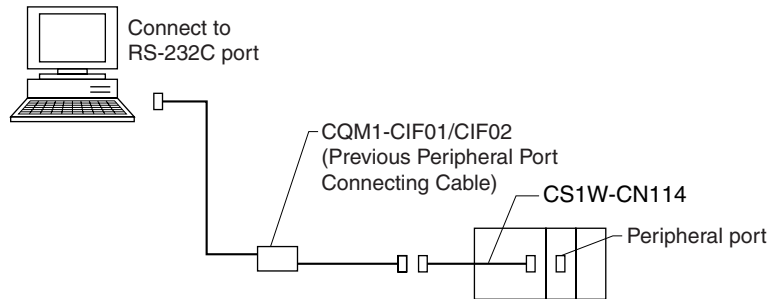 Connect to
RS-232C port
CQM1-CIF01/CIF02
(Previous Peripheral Port
Connecting Cable)
CS1W-CN114
Peripheral port